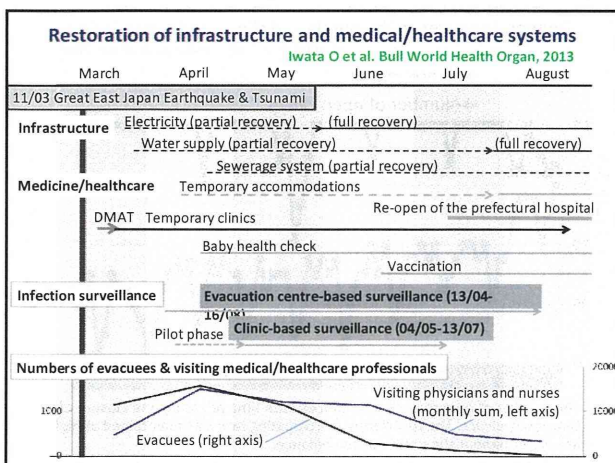 Restoration of infrastructure and medical/healthcare systems
Iwata O et al. Bull World Health Organ, 2013
March April May June July August
11/03 Great East Japan Earthquake & Tsunami
Infrastructure Electricity (partial recovery) (full recovery)
Water supply (partial recovery) (full recovery)
Sewerage system (partial recovery)
Medicine/healthcare Temporary accommodations
Re-open of the prefectural hospital
DMAT Temporary clinics
Baby health check
Vaccination
Infection surveillance Evacuation centre-based surveillance (13/04-
16/08)
Pilot phase Clinic-based surveillance (04/05-13/07)
Numbers of evacuees & visiting medical/healthcare professionals
20000
Visiting physicians and nurses
1000 (monthly sum, left axis) 10000
Evacuees (right axis)
0 0